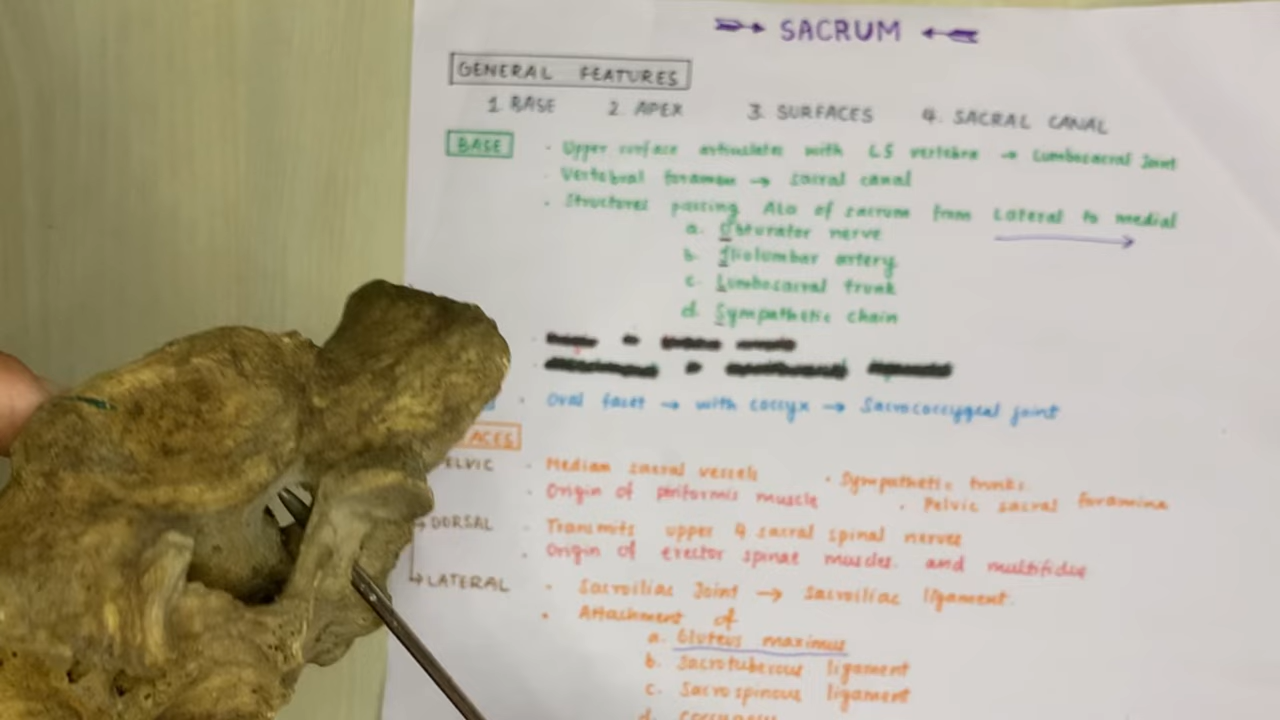 SACRUM
GENERAL FEATURES
1. BASE 2. APEX 3. SURFACES 4. SACRAL CANAL
BASE · Upper surface articulates with L5 vertebra → Lumbosacral Joint
Vertebral foramen → sacral canal
· Structures passing Ala of sacrum from Lateral to medial
a. Obturator nerve
b. Iliolumbar artery
c. Lumbosacral trunk
d. Sympathetic chain
· Oval facet → with coccyx → Sacrococcygeal joint
ACES
ELVIC · Median sacral vessels · Sympathetic trunks
· Origin of piriformis muscle · Pelvic sacral foramina
DORSAL · Transmits upper 4 sacral spinal nerves
· Origin of erector spinae muscles and multifidus
LATERAL · Sacroiliac Joint → Sacroiliac ligament.
· Attachment of
a. Gluteus maximus
b. Sacrotuberous ligament
c. Sacrospinous ligament